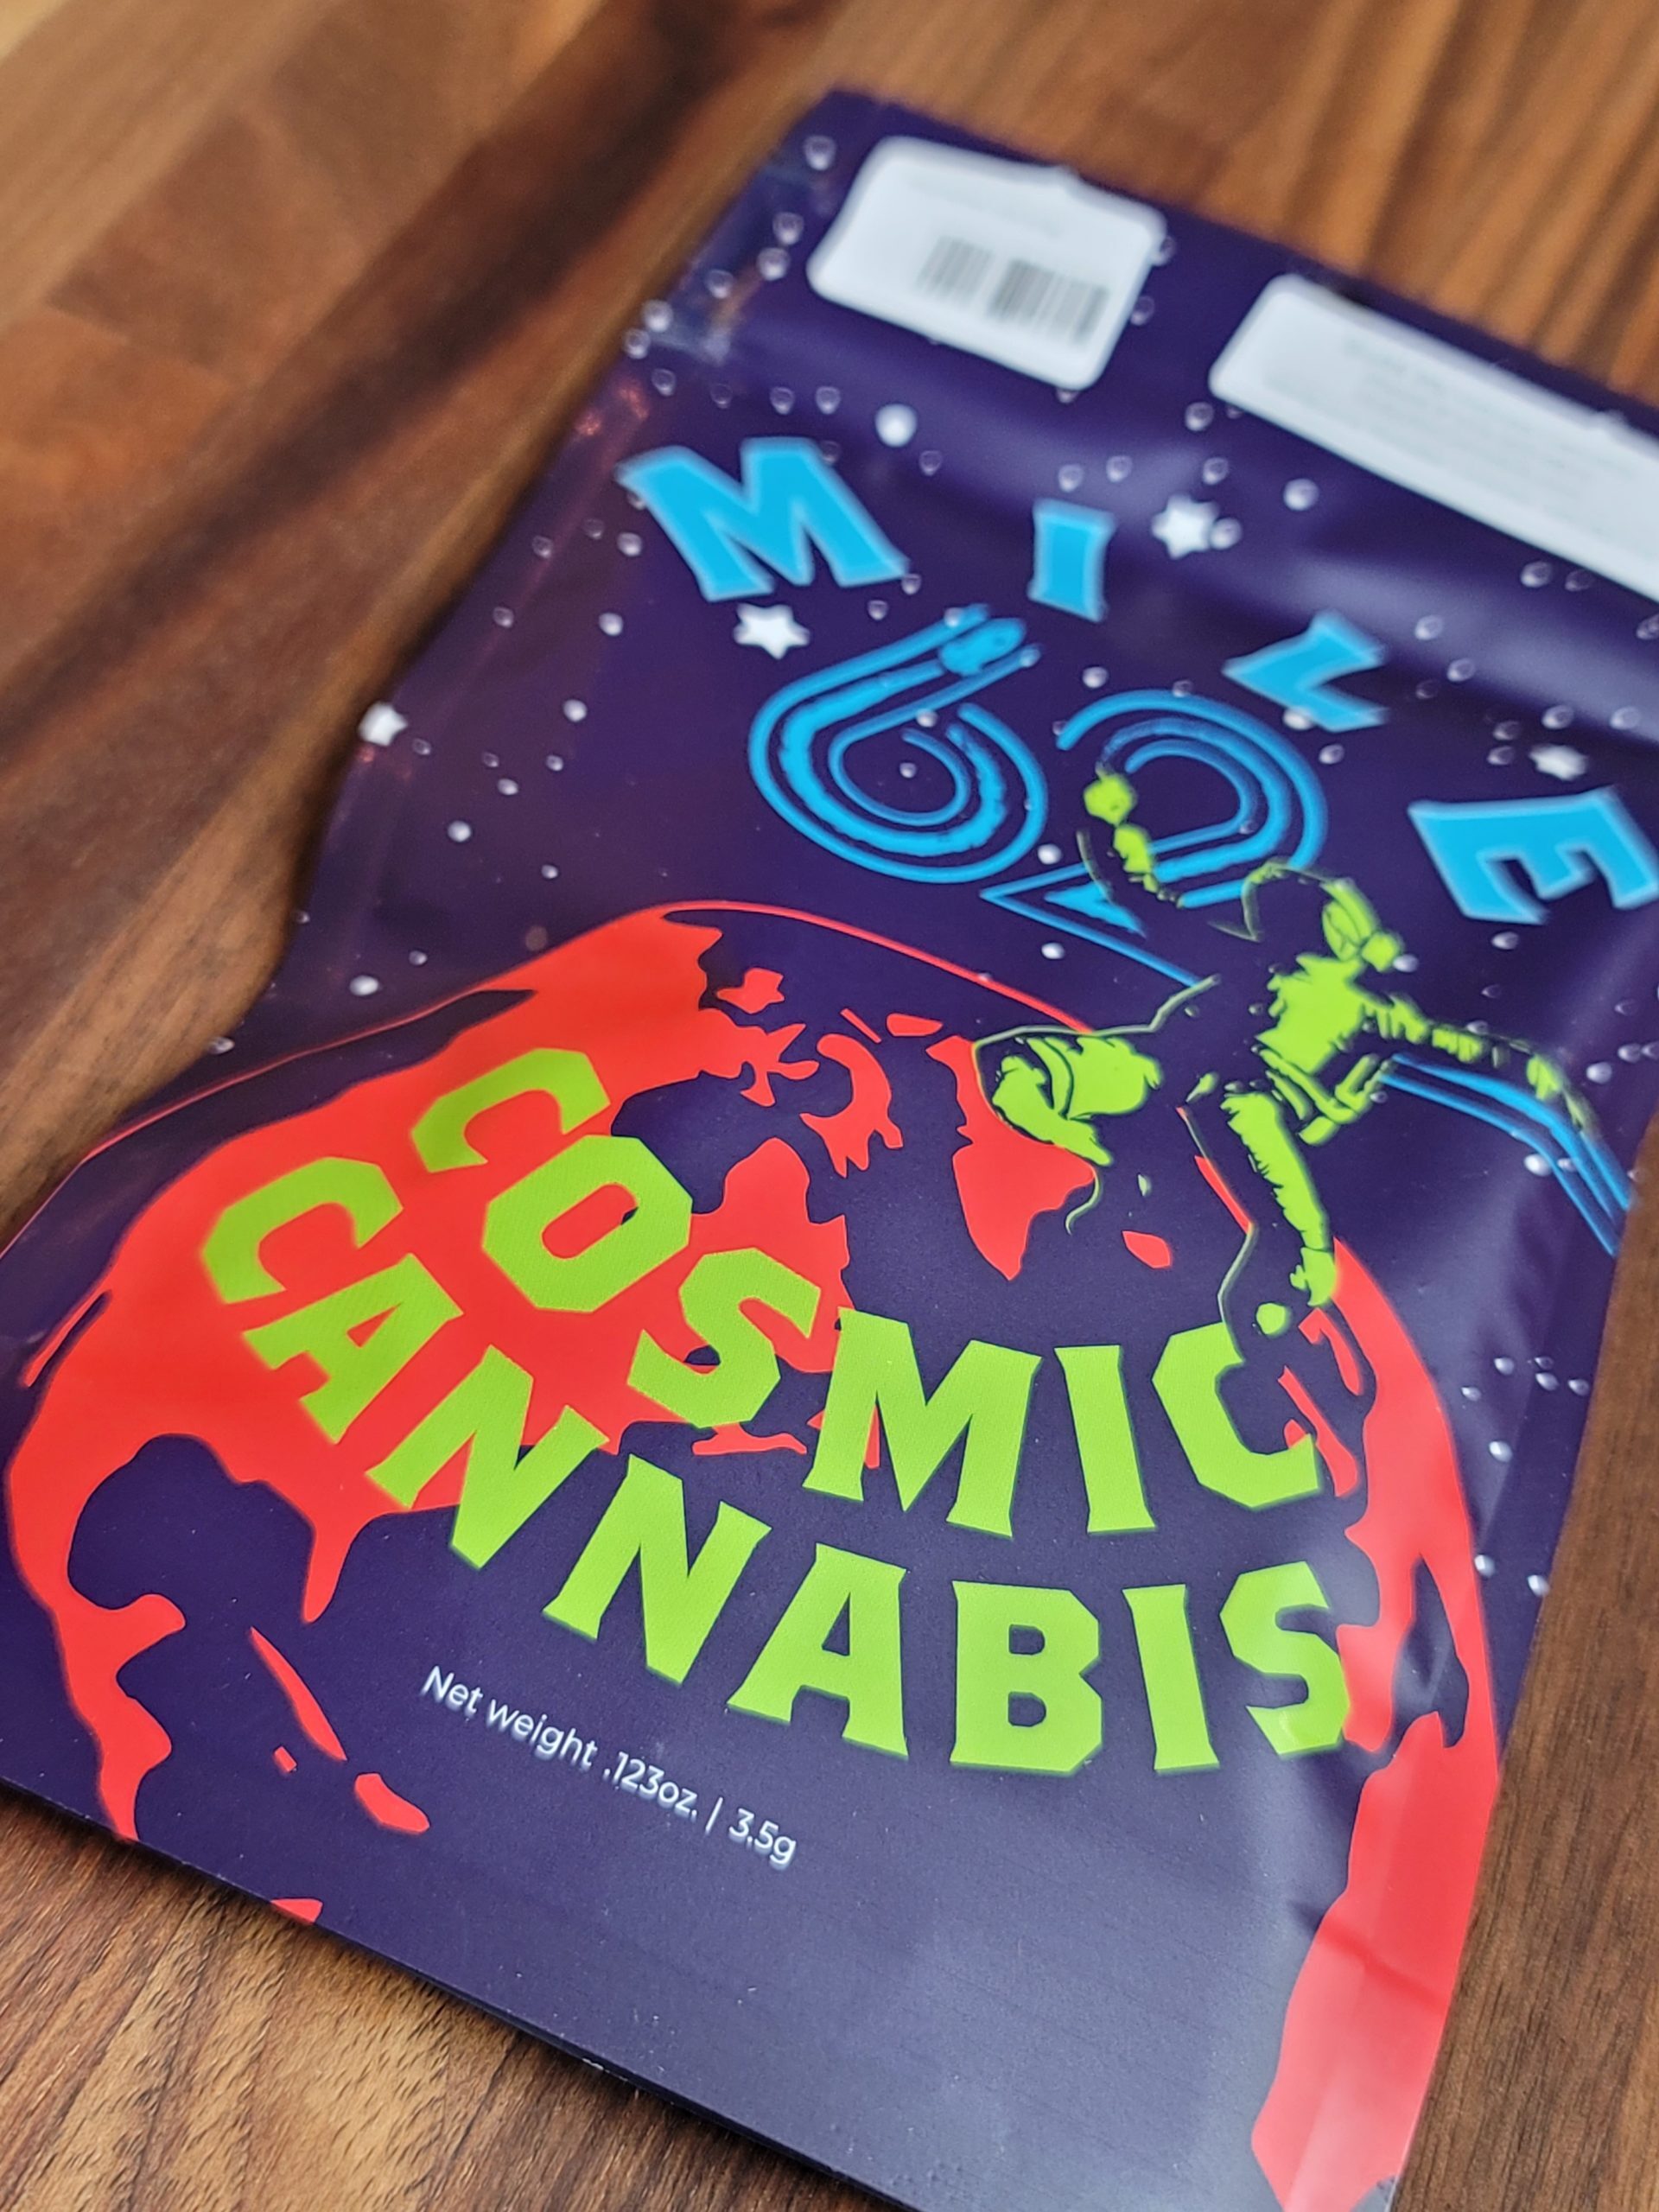 MILE
62
COSMIC
CANNABIS
Net weight .123oz. | 3.5g